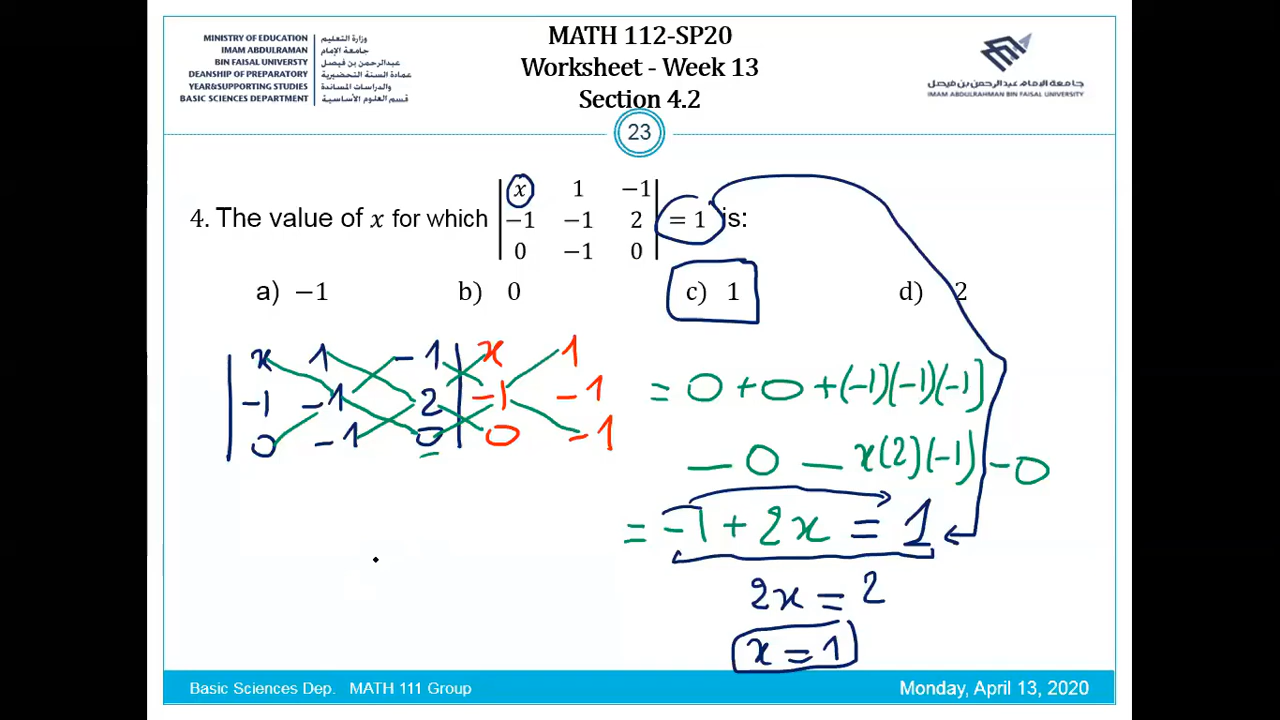 MINISTRY OF EDUCATION
IMAM ABDULRAMAN
BIN FAISAL UNIVERSTY
DEANSHIP OF PREPARATORY
YEAR&SUPPORTING STUDIES
BASIC SCIENCES DEPARTMENT
وزارة التعليم
جامعة الإمام
عبدالرحمن بن فيصل
عمادة السنة التحضيرية
والدراسات المساندة
قسم العلوم الأساسية
MATH 112-SP20
Worksheet - Week 13
Section 4.2
جامعة الإمام عبدالرحمن بن فيصل
IMAM ABDULRAHMAN BIN FAISAL UNIVERSITY
23
x 1 −1
4. The value of x for which −1 −1 2 = 1 is:
0 −1 0
a) −1 b) 0 c) 1 d) 2
x 1 -1 | x 1
-1 -1 2 | -1 -1
0 -1 0 | 0 -1
= 0 + 0 + (-1)(-1)(-1)
- 0 - x(2)(-1) - 0
= -1 + 2x = 1
2x = 2
x = 1
Basic Sciences Dep. MATH 111 Group
Monday, April 13, 2020